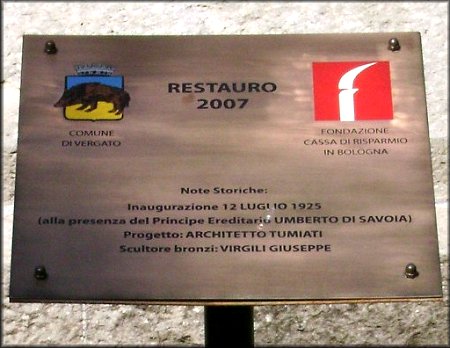 RESTAURO
2007
COMUNE
DI VERGATO
FONDAZIONE
CASSA DI RISPARMIO
IN BOLOGNA
Note Storiche:
Inaugurazione 12 LUGLIO 1925
(alla presenza del Principe Ereditario UMBERTO DI SAVOIA)
Progetto: ARCHITETTO TUMIATI
Scultore bronzi: VIRGILI GIUSEPPE